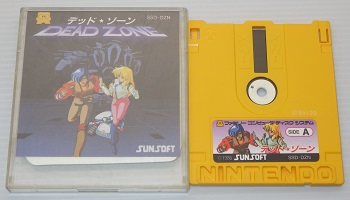 デッド★ゾーン
SSD-DZN
DEAD ZONE
SUNSOFT
ファミリー コンピュータ ディスク システム
SIDE A
デッド★ゾーン
SUNSOFT
SSD-DZN
NINTENDO